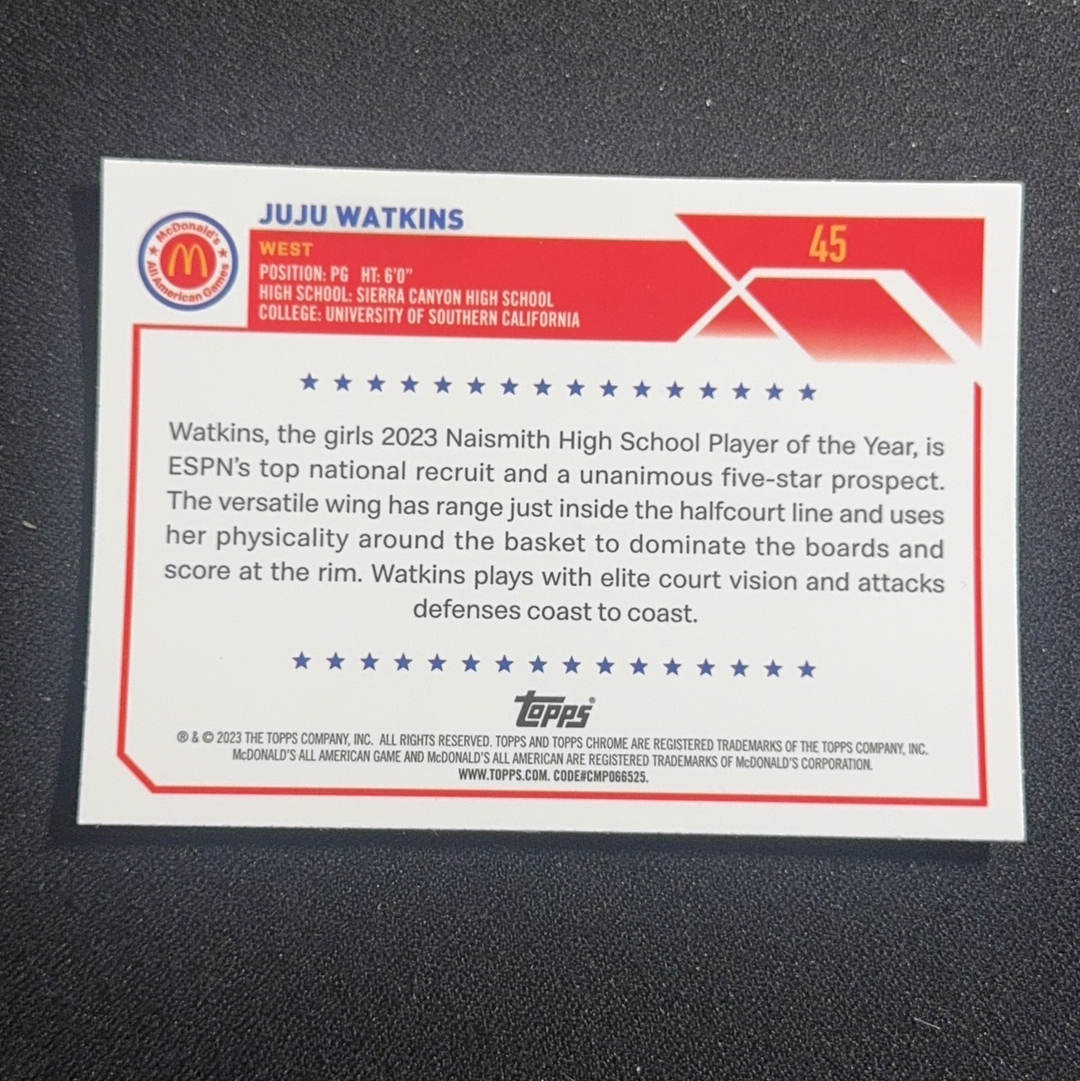 McDonald's
All American Games
JUJU WATKINS
45
WEST
POSITION: PG HT: 6'0"
HIGH SCHOOL: SIERRA CANYON HIGH SCHOOL
COLLEGE: UNIVERSITY OF SOUTHERN CALIFORNIA
Watkins, the girls 2023 Naismith High School Player of the Year, is
ESPN's top national recruit and a unanimous five-star prospect.
The versatile wing has range just inside the halfcourt line and uses
her physicality around the basket to dominate the boards and
score at the rim. Watkins plays with elite court vision and attacks
defenses coast to coast.
topps®
® & © 2023 THE TOPPS COMPANY, INC. ALL RIGHTS RESERVED. TOPPS AND TOPPS CHROME ARE REGISTERED TRADEMARKS OF THE TOPPS COMPANY, INC.
McDONALD'S ALL AMERICAN GAME AND McDONALD'S ALL AMERICAN ARE REGISTERED TRADEMARKS OF McDONALD'S CORPORATION.
WWW.TOPPS.COM. CODE#CMP066525.